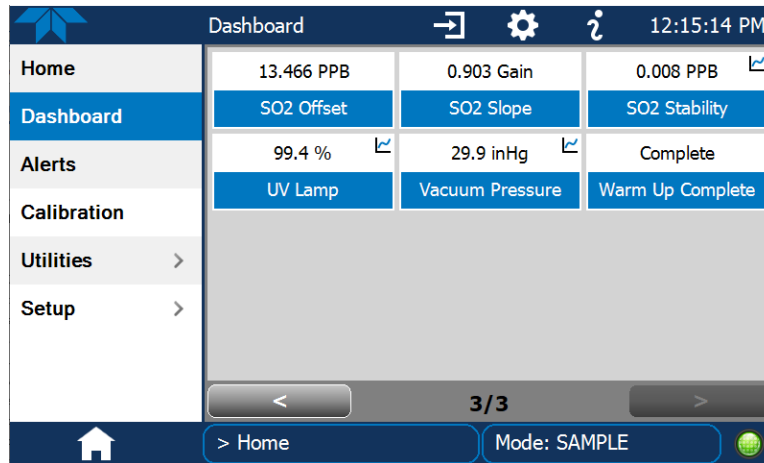 Dashboard 12:15:14 PM
Home
Dashboard
Alerts
Calibration
Utilities >
Setup >
13.466 PPB 0.903 Gain 0.008 PPB
SO2 Offset SO2 Slope SO2 Stability
99.4 % 29.9 inHg Complete
UV Lamp Vacuum Pressure Warm Up Complete
< 3/3 >
> Home Mode: SAMPLE